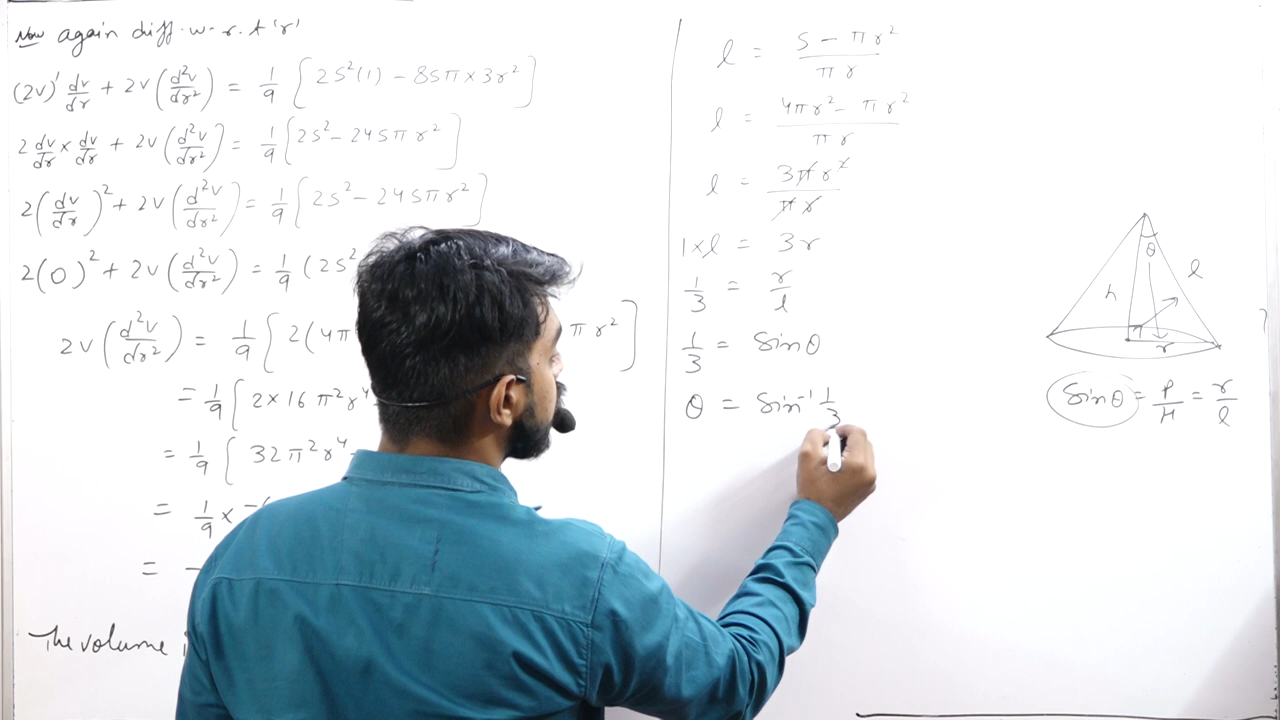 Now again diff. w.r.t 'r'
(2v)' dv/dr + 2v(d²v/dr²) = 1/9 [2S²(1) - 8Sπ×3r²]
2 dv/dr × dv/dr + 2v(d²v/dr²) = 1/9 [2S² - 24Sπr²]
2(dv/dr)² + 2v(d²v/dr²) = 1/9 [2S² - 24Sπr²]
2(0)² + 2v(d²v/dr²) = 1/9 (2S²
2v(d²v/dr²) = 1/9 [2(4π πr²]
= 1/9 [2×16π²r⁴
= 1/9 [32π²r⁴ -
= 1/9 × -6
= -
The volume
l = (S - πr²)/(πr)
l = (4πr² - πr²)/(πr)
l = 3πr²/πr
1×l = 3r
1/3 = r/l
1/3 = Sinθ
θ = Sin⁻¹ 1/3
θ
l
h
r
Sinθ = P/H = r/l